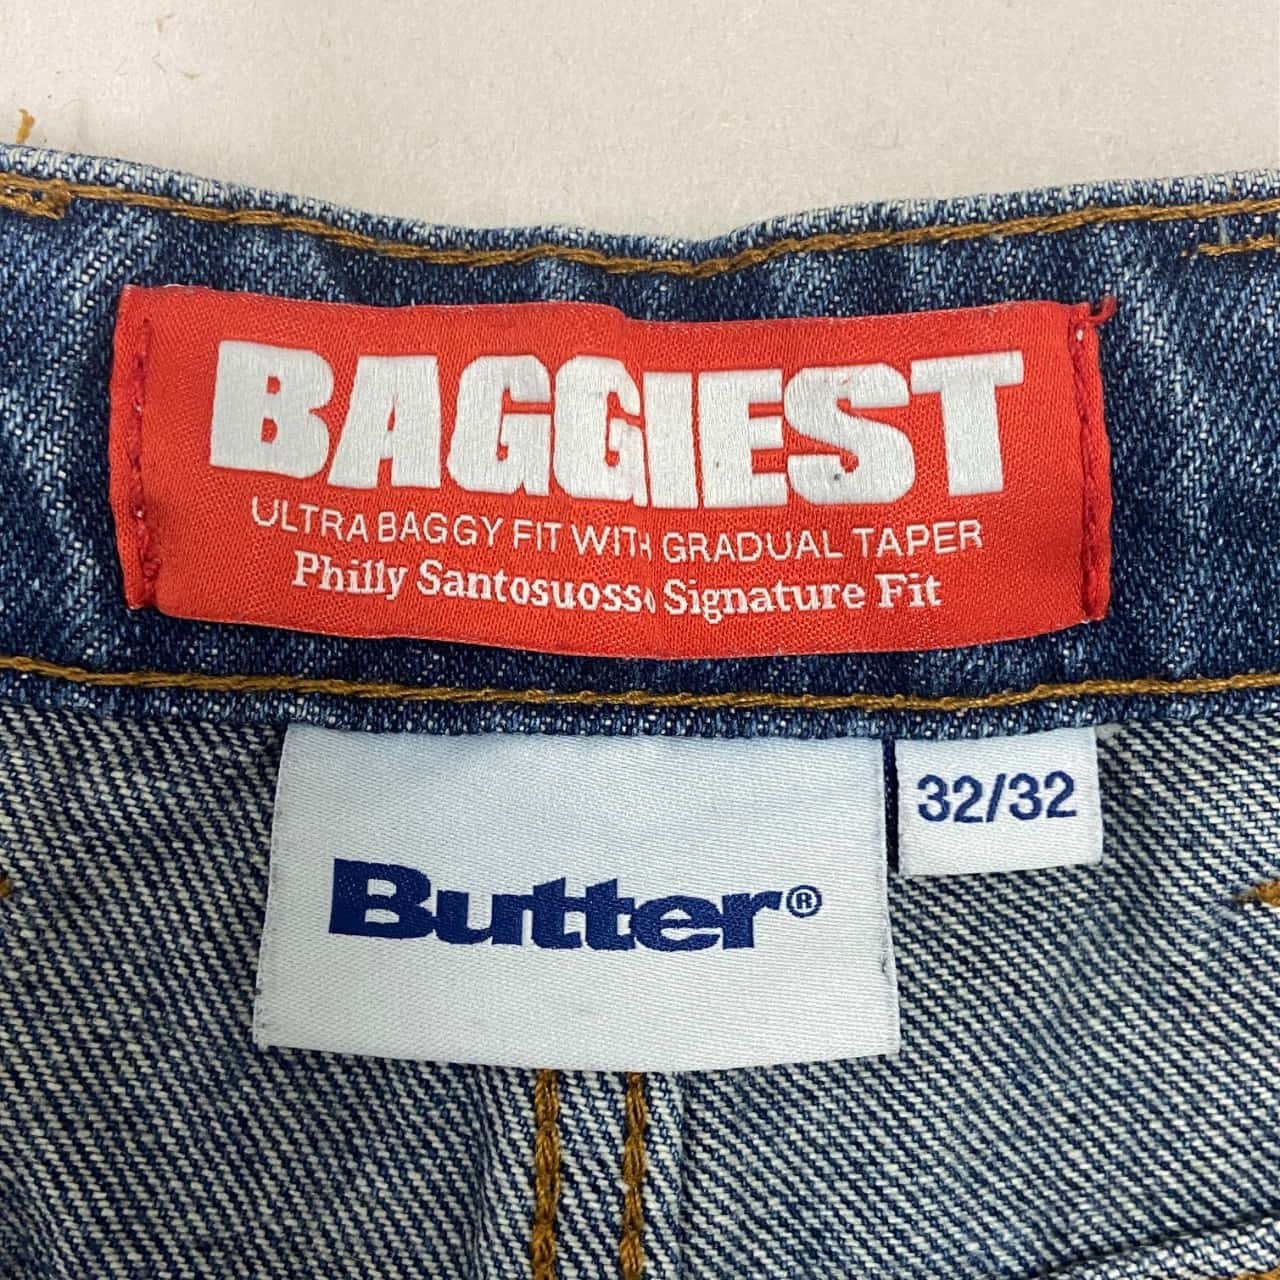 BAGGIEST
ULTRA BAGGY FIT WITH GRADUAL TAPER
Philly Santosuosso Signature Fit
Butter®
32/32